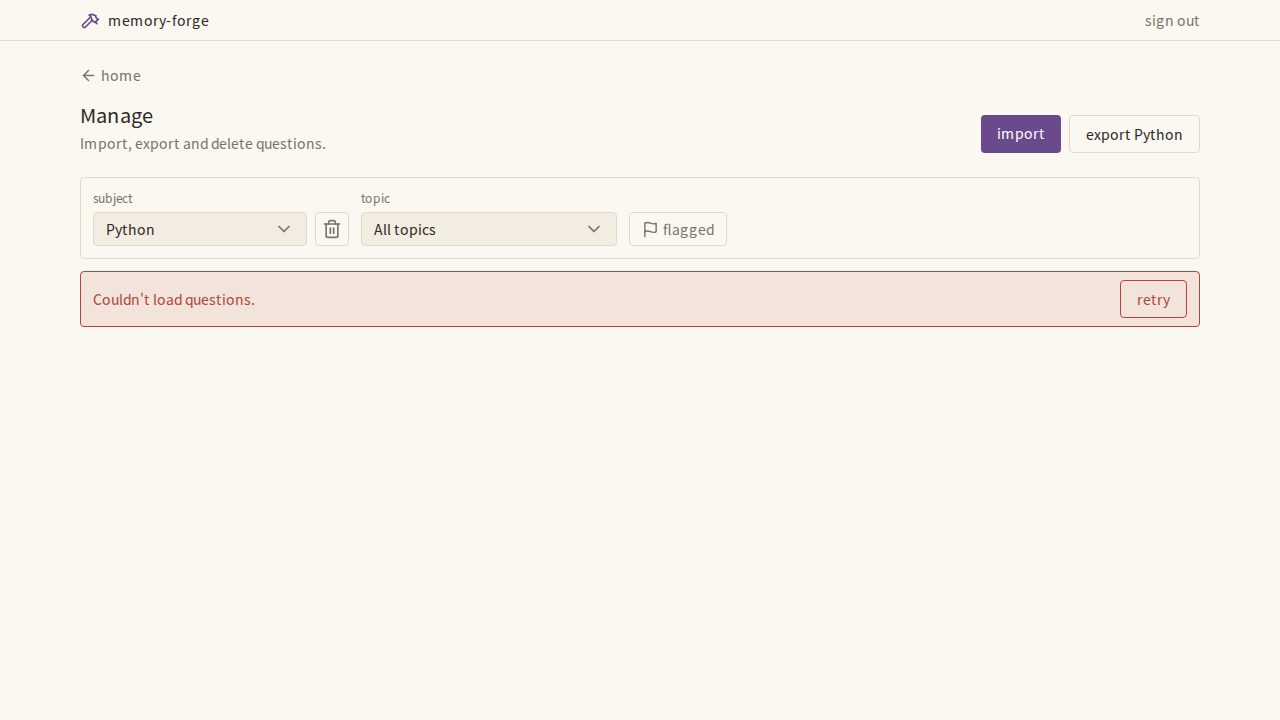 memory-forge
sign out
home
Manage
Import, export and delete questions.
import
export Python
subject
topic
Python
All topics
flagged
Couldn't load questions.
retry